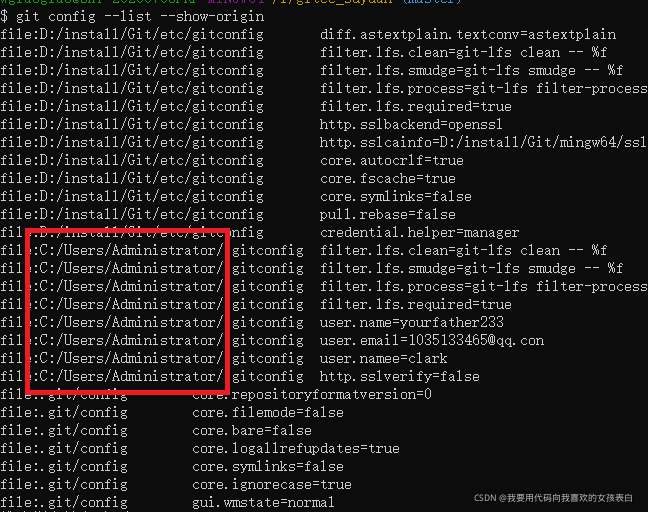 $ git config --list --show-origin
file:D:/install/Git/etc/gitconfig diff.astextplain.textconv=astextplain
file:D:/install/Git/etc/gitconfig filter.lfs.clean=git-lfs clean -- %f
file:D:/install/Git/etc/gitconfig filter.lfs.smudge=git-lfs smudge -- %f
file:D:/install/Git/etc/gitconfig filter.lfs.process=git-lfs filter-process
file:D:/install/Git/etc/gitconfig filter.lfs.required=true
file:D:/install/Git/etc/gitconfig http.sslbackend=openssl
file:D:/install/Git/etc/gitconfig http.sslcainfo=D:/install/Git/mingw64/ssl
file:D:/install/Git/etc/gitconfig core.autocrlf=true
file:D:/install/Git/etc/gitconfig core.fscache=true
file:D:/install/Git/etc/gitconfig core.symlinks=false
file:D:/install/Git/etc/gitconfig pull.rebase=false
file:D:/install/Git/etc/gitconfig credential.helper=manager
file:C:/Users/Administrator/.gitconfig filter.lfs.clean=git-lfs clean -- %f
file:C:/Users/Administrator/.gitconfig filter.lfs.smudge=git-lfs smudge -- %f
file:C:/Users/Administrator/.gitconfig filter.lfs.process=git-lfs filter-process
file:C:/Users/Administrator/.gitconfig filter.lfs.required=true
file:C:/Users/Administrator/.gitconfig user.name=yourfather233
file:C:/Users/Administrator/.gitconfig user.email=1035133465@qq.con
file:C:/Users/Administrator/.gitconfig user.namee=clark
file:C:/Users/Administrator/.gitconfig http.sslverify=false
file:.git/config core.repositoryformatversion=0
file:.git/config core.filemode=false
file:.git/config core.bare=false
file:.git/config core.logallrefupdates=true
file:.git/config core.symlinks=false
file:.git/config core.ignorecase=true
file:.git/config gui.wmstate=normal
CSDN @我要用代码向我喜欢的女孩表白